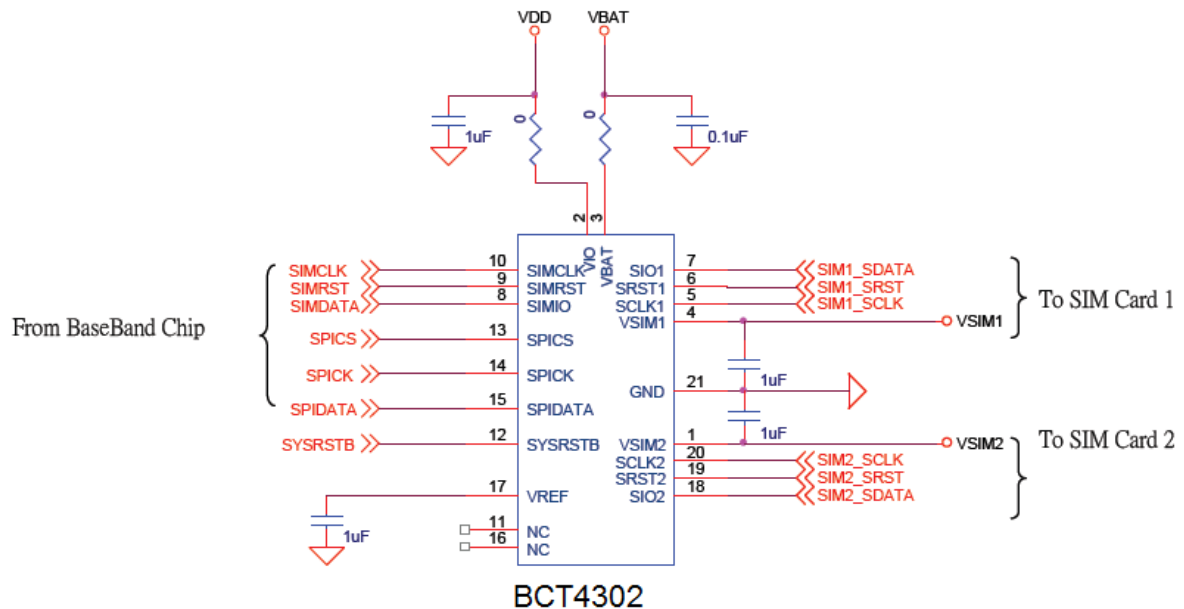 VDD VBAT
0 0
1uF 0.1uF
2 3
VIO VBAT
From BaseBand Chip
SIMCLK 10 SIMCLK
SIMRST 9 SIMRST
SIMDATA 8 SIMIO
SPICS 13 SPICS
SPICK 14 SPICK
SPIDATA 15 SPIDATA
SYSRSTB 12 SYSRSTB
17 VREF
1uF
11 NC
16 NC
SIO1 7 SIM1_SDATA
SRST1 6 SIM1_SRST
SCLK1 5 SIM1_SCLK
VSIM1 4 VSIM1
To SIM Card 1
1uF
GND 21
1uF
VSIM2 1 VSIM2
To SIM Card 2
SCLK2 20 SIM2_SCLK
SRST2 19 SIM2_SRST
SIO2 18 SIM2_SDATA
BCT4302